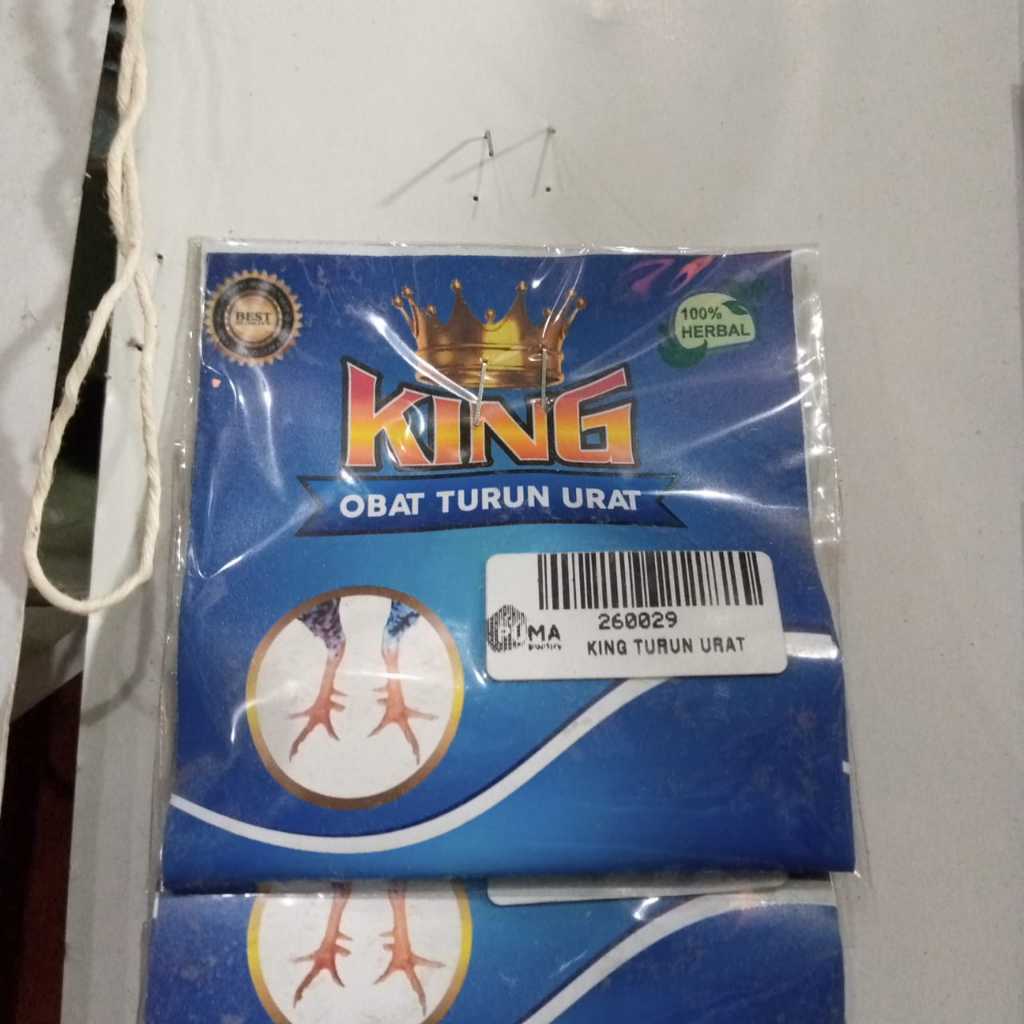 BEST
100%
HERBAL
KING
OBAT TURUN URAT
260029
MA
KING TURUN URAT